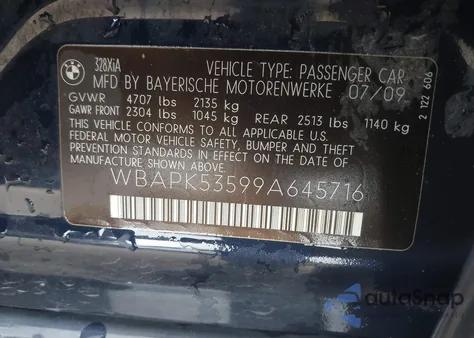 BMW
328XiA
VEHICLE TYPE: PASSENGER CAR
MFD BY BAYERISCHE MOTORENWERKE 07/09
GVWR 4707 lbs 2135 kg
GAWR FRONT 2304 lbs 1045 kg REAR 2513 lbs 1140 kg
THIS VEHICLE CONFORMS TO ALL APPLICABLE U.S.
FEDERAL MOTOR VEHICLE SAFETY, BUMPER AND THEFT
PREVENTION STANDARDS IN EFFECT ON THE DATE OF
MANUFACTURE SHOWN ABOVE.
WBAPK53599A645716
2 122 606
autoSnap